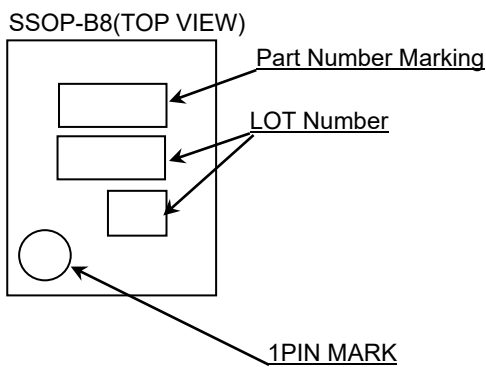 SSOP-B8(TOP VIEW)
Part Number Marking
LOT Number
1PIN MARK